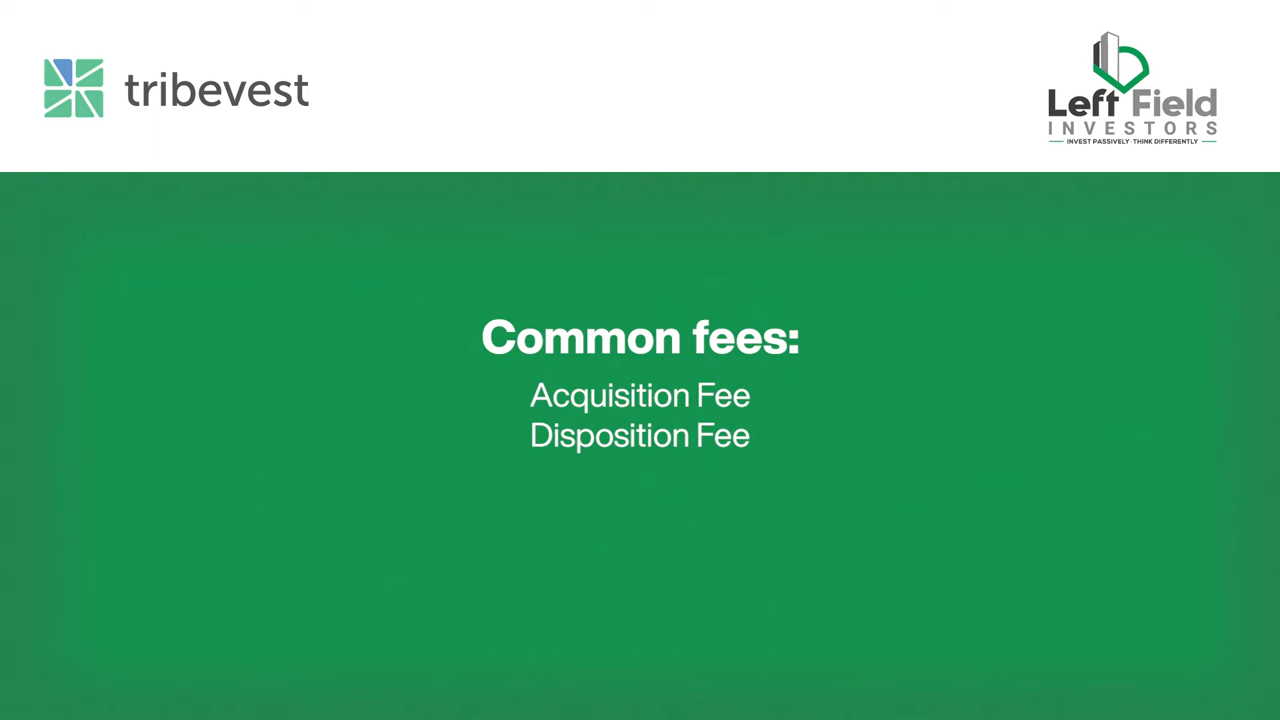 tribevest
Left Field
INVESTORS
INVEST PASSIVELY · THINK DIFFERENTLY
Common fees:
Acquisition Fee
Disposition Fee